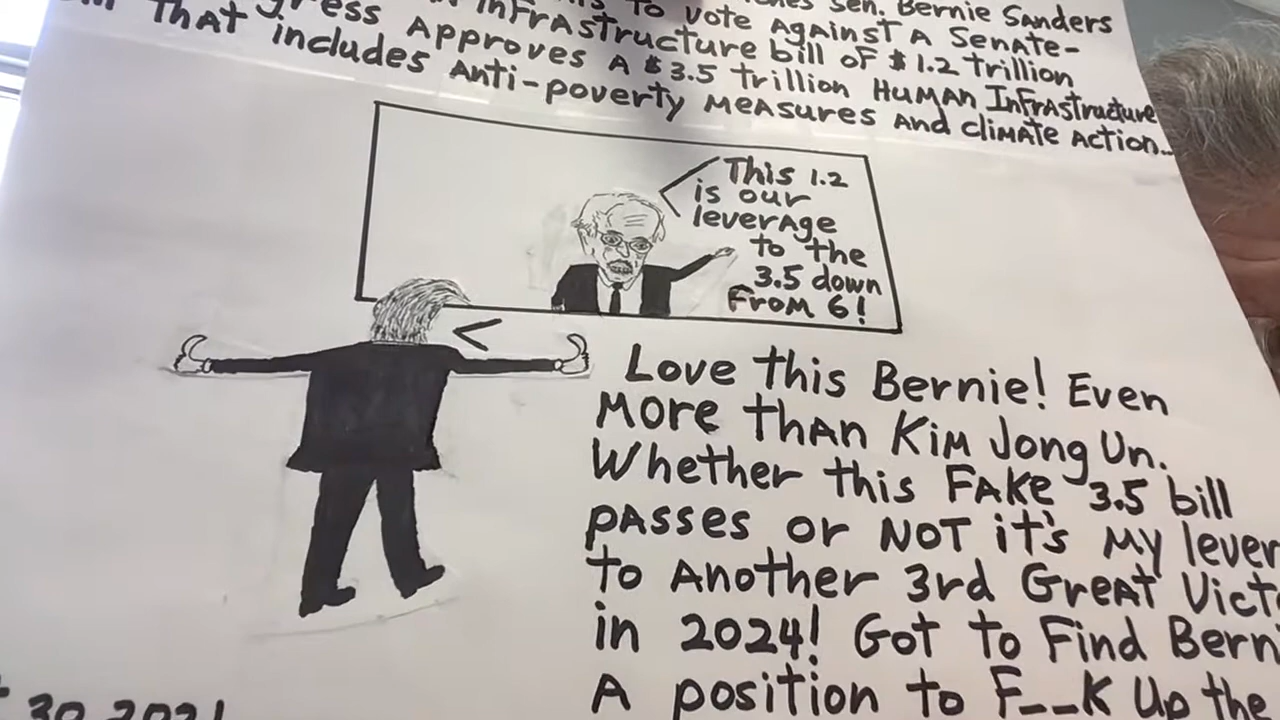 to vote against a Senate-
Sen. Bernie Sanders
Infrastructure bill of $1.2 trillion
Approves a $3.5 trillion Human Infrastructure
that includes anti-poverty measures and climate action...
This 1.2
is our
leverage
to the
3.5 down
from 6!
Love this Bernie! Even
more than Kim Jong Un.
Whether this FAKE 3.5 bill
passes or NOT it's my lever
to another 3rd Great Vict
in 2024! Got to Find Bern
A position to F__K Up the
30 2021